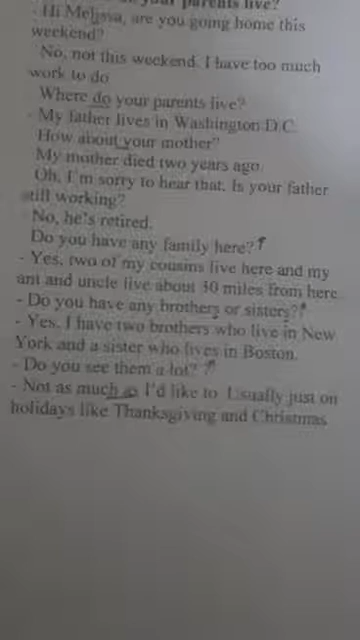 your parents live?
- Hi Melissa, are you going home this
weekend?
No, not this weekend. I have too much
work to do
Where do your parents live?
- My father lives in Washington D.C.
How about your mother"
My mother died two years ago.
Oh, I'm sorry to hear that. Is your father
still working?
- No, he's retired.
Do you have any family here?
- Yes, two of my cousins live here and my
ant and uncle live about 30 miles from here.
- Do you have any brothers or sisters?
- Yes, I have two brothers who live in New
York and a sister who lives in Boston.
- Do you see them a lot?
- Not as much as I'd like to. Usually just on
holidays like Thanksgiving and Christmas